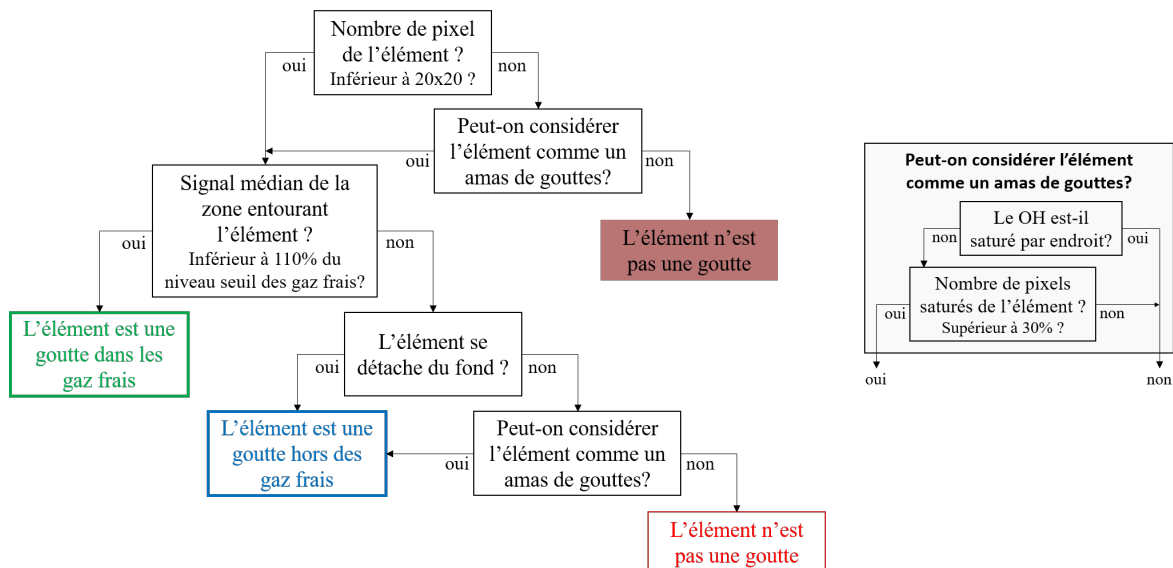 Nombre de pixel
de l'élément ?
Inférieur à 20x20 ?
oui
non
Peut-on considérer
l'élément comme un
amas de gouttes?
oui
non
Signal médian de la
zone entourant
l'élément ?
Inférieur à 110% du
niveau seuil des gaz frais?
oui
non
L'élément n'est
pas une goutte
L'élément est une
goutte dans les
gaz frais
L'élément se
détache du fond ?
oui
non
L'élément est une
goutte hors des
gaz frais
Peut-on considérer
l'élément comme un
amas de gouttes?
oui
non
L'élément n'est
pas une goutte
Peut-on considérer l'élément
comme un amas de gouttes?
Le OH est-il
saturé par endroit?
non
oui
Nombre de pixels
saturés de l'élément ?
Supérieur à 30% ?
oui
non
oui
non